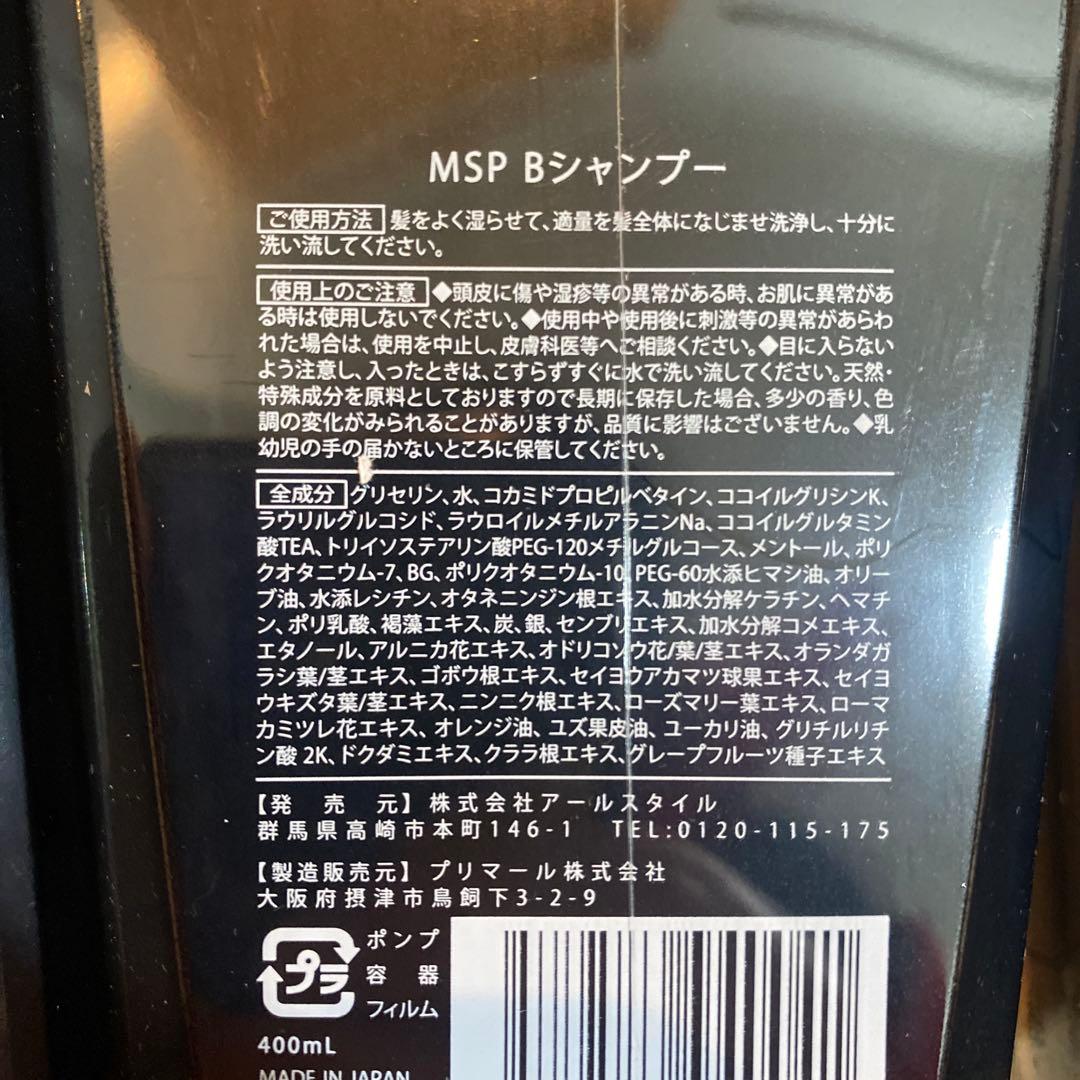 MSP Bシャンプー
ご使用方法 髪をよく湿らせて、適量を髪全体になじませ洗浄し、十分に
洗い流してください。
使用上のご注意 ◆頭皮に傷や湿疹等の異常がある時、お肌に異常があ
る時は使用しないでください。◆使用中や使用後に刺激等の異常があらわ
れた場合は、使用を中止し、皮膚科医等へご相談ください。◆目に入らない
よう注意し、入ったときは、こすらずすぐに水で洗い流してください。天然・
特殊成分を原料としておりますので長期に保存した場合、多少の香り、色
調の変化がみられることがありますが、品質に影響はございません。◆乳
幼児の手の届かないところに保管してください。
全成分 グリセリン、水、コカミドプロピルベタイン、ココイルグリシンK、
ラウリルグルコシド、ラウロイルメチルアラニンNa、ココイルグルタミン
酸TEA、トリイソステアリン酸PEG-120メチルグルコース、メントール、ポリ
クオタニウム-7、BG、ポリクオタニウム-10、PEG-60水添ヒマシ油、オリー
ブ油、水添レシチン、オタネニンジン根エキス、加水分解ケラチン、ヘマチ
ン、ポリ乳酸、褐藻エキス、炭、銀、センブリエキス、加水分解コメエキス、
エタノール、アルニカ花エキス、オドリコソウ花/葉/茎エキス、オランダガ
ラシ葉/茎エキス、ゴボウ根エキス、セイヨウアカマツ球果エキス、セイヨ
ウキズタ葉/茎エキス、ニンニク根エキス、ローズマリー葉エキス、ローマ
カミツレ花エキス、オレンジ油、ユズ果皮油、ユーカリ油、グリチルリチ
ン酸 2K、ドクダミエキス、クララ根エキス、グレープフルーツ種子エキス
【発 売 元】株式会社アールスタイル
群馬県高崎市本町146-1 TEL:0120-115-175
【製造販売元】プリマール株式会社
大阪府摂津市鳥飼下3-2-9
プラ
ポンプ
容 器
フィルム
400mL
MADE IN JAPAN